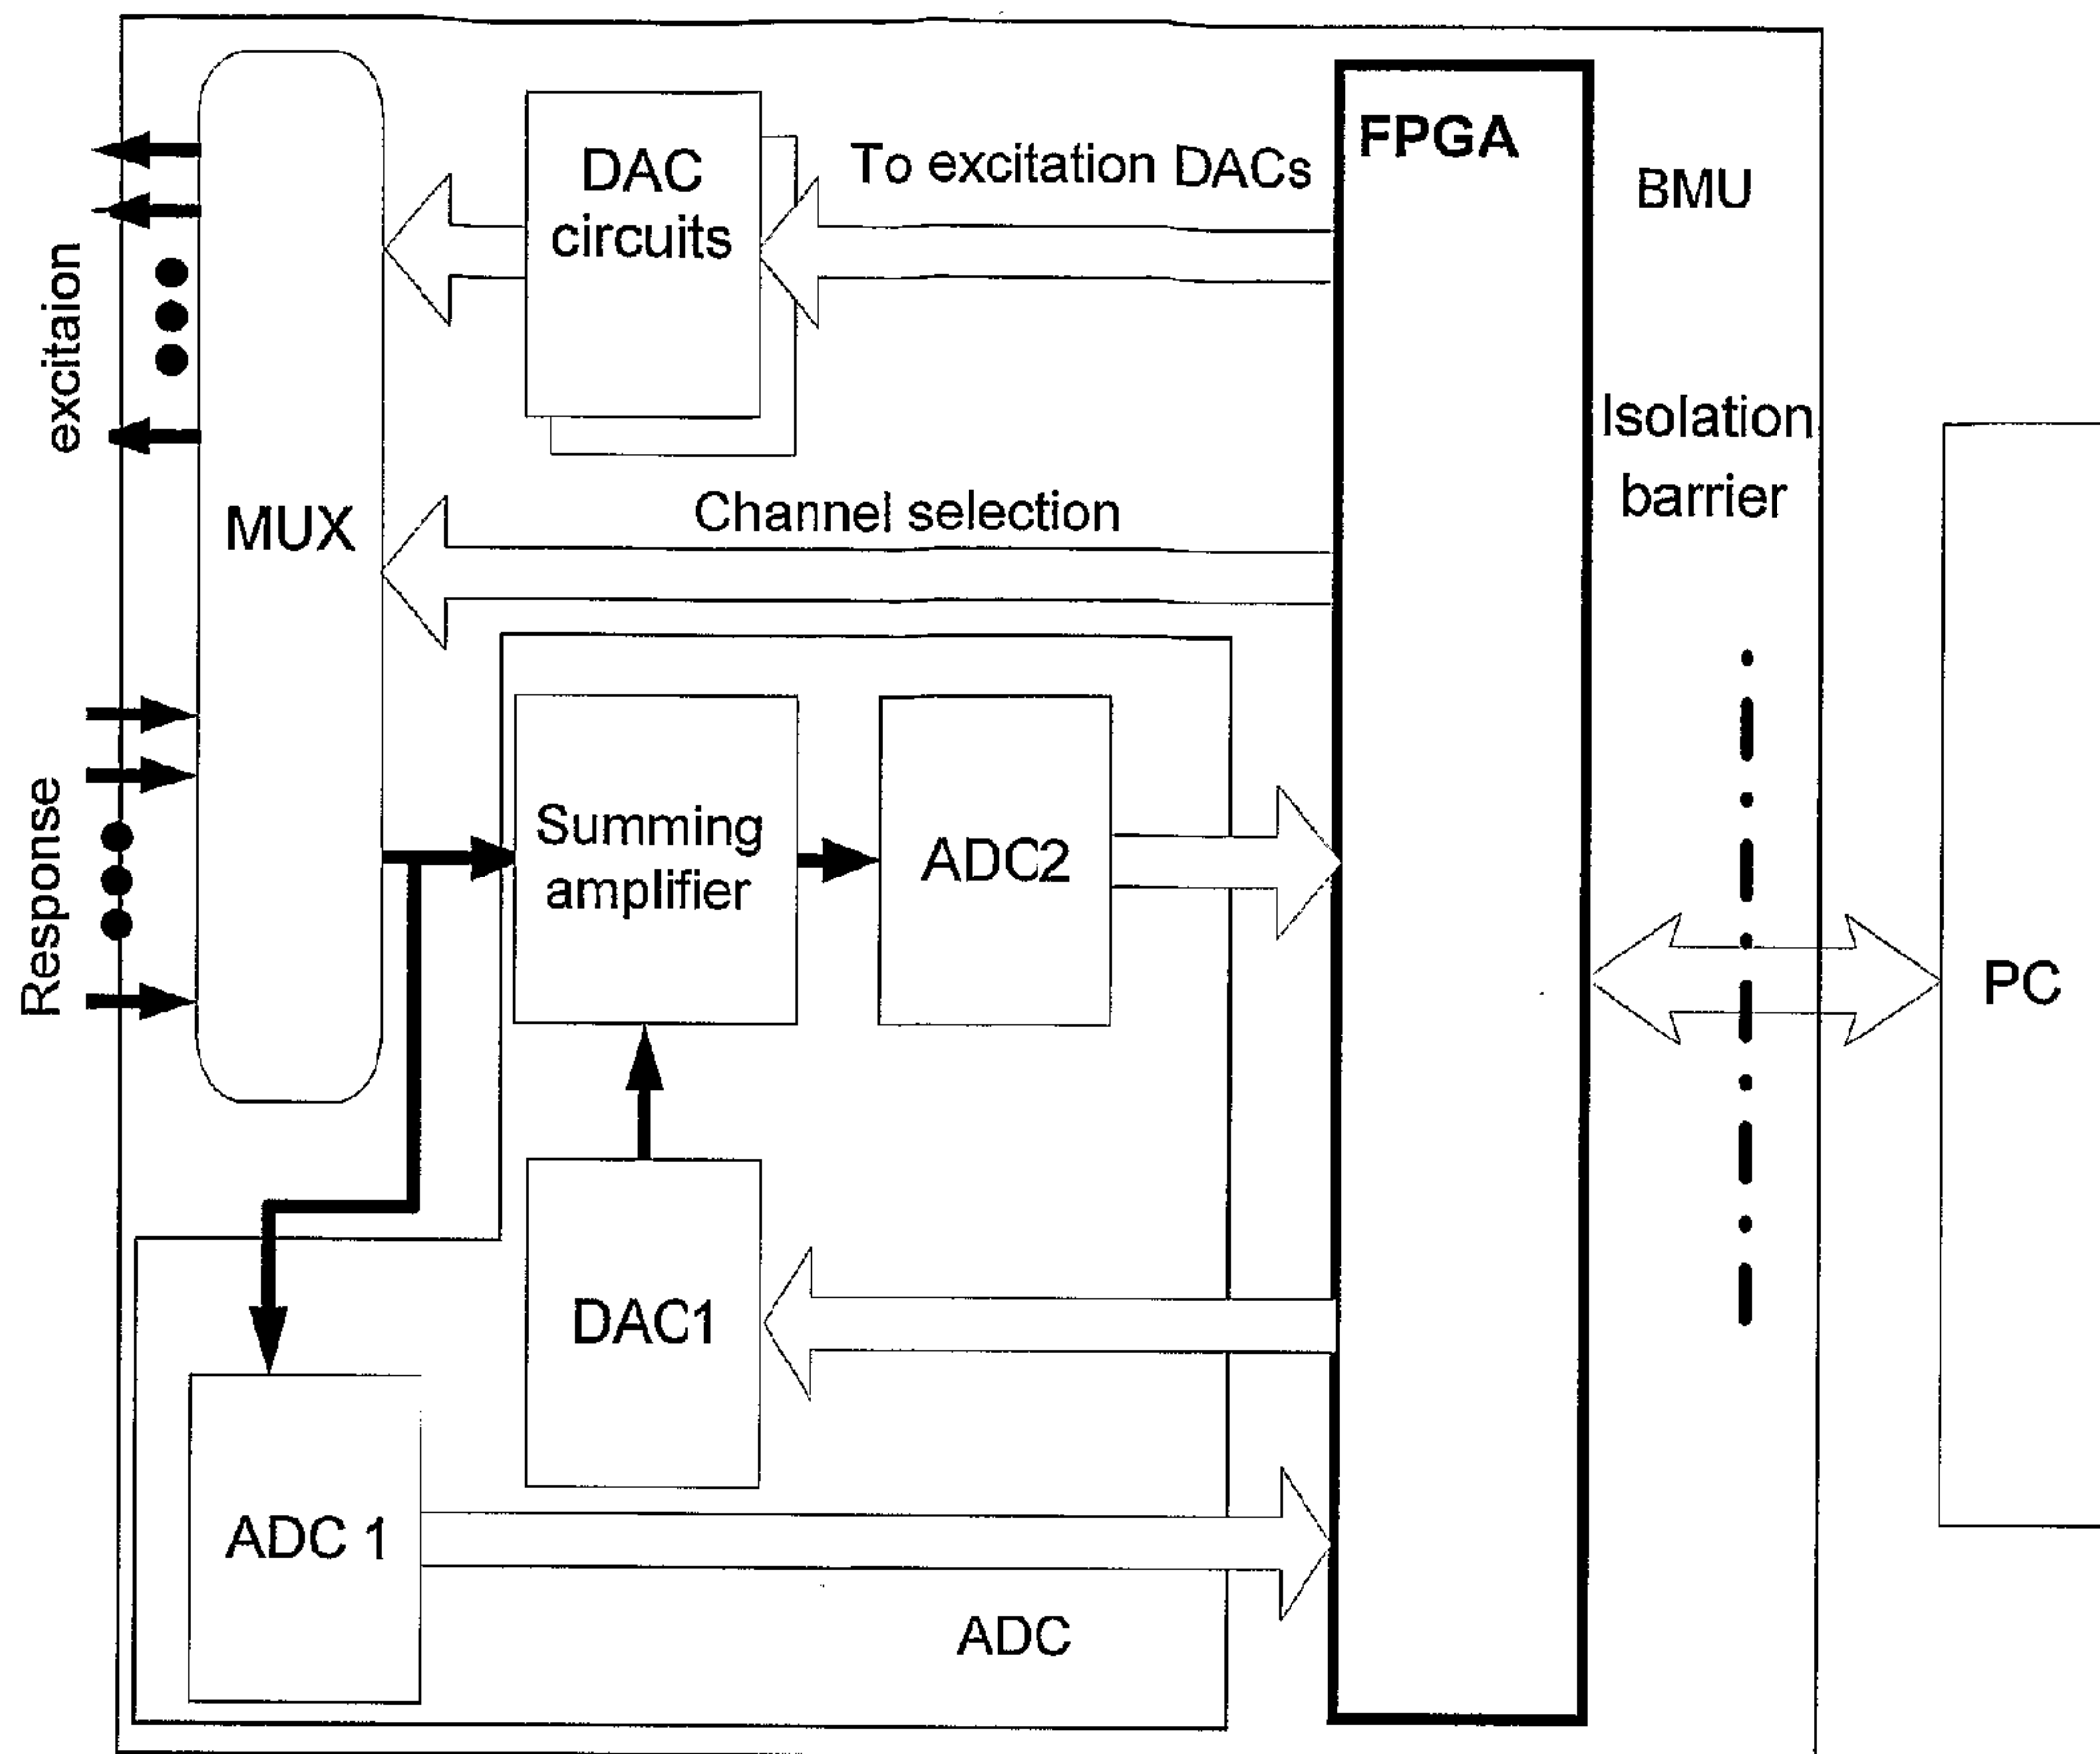 DAC
circuits
To excitation DACs
FPGA
BMU
excitaion
Isolation
barrier
Channel selection
MUX
Summing
amplifier
ADC2
Response
PC
DAC1
ADC 1
ADC